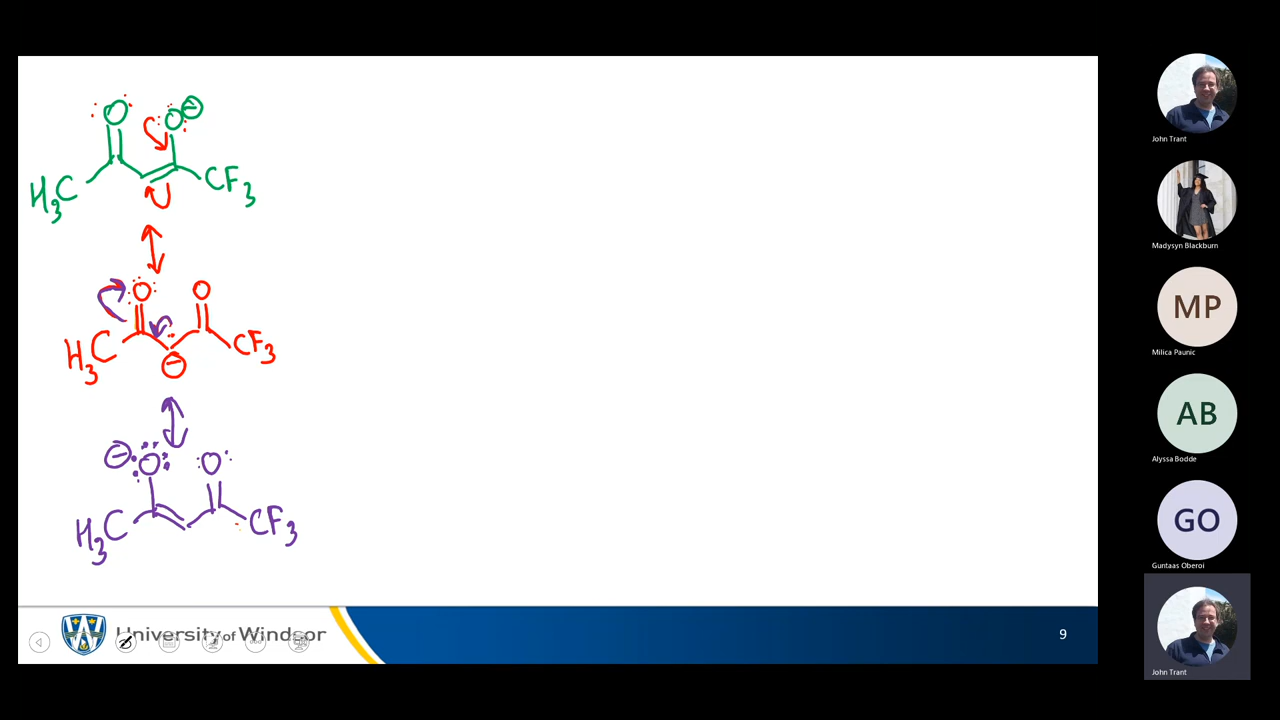 O O ⊖
H3C CF3
O O
H3C ⊖ CF3
⊖ O O
H3C CF3
University of Windsor
9
John Trant
Madysyn Blackburn
MP
Milica Paunic
AB
Alyssa Bodde
GO
Guntaas Oberoi
John Trant